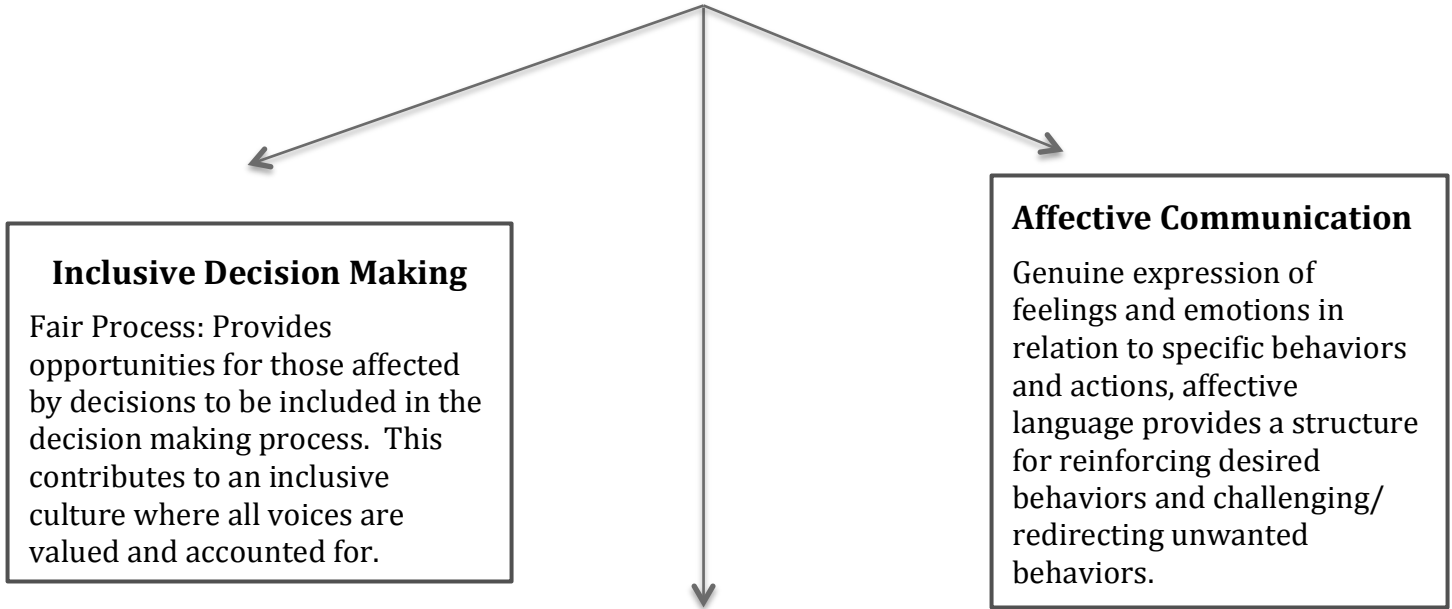 Inclusive Decision Making
Fair Process: Provides
opportunities for those affected
by decisions to be included in the
decision making process.  This
contributes to an inclusive
culture where all voices are
valued and accounted for.
Affective Communication
Genuine expression of
feelings and emotions in
relation to specific behaviors
and actions, affective
language provides a structure
for reinforcing desired
behaviors and challenging/
redirecting unwanted
behaviors.